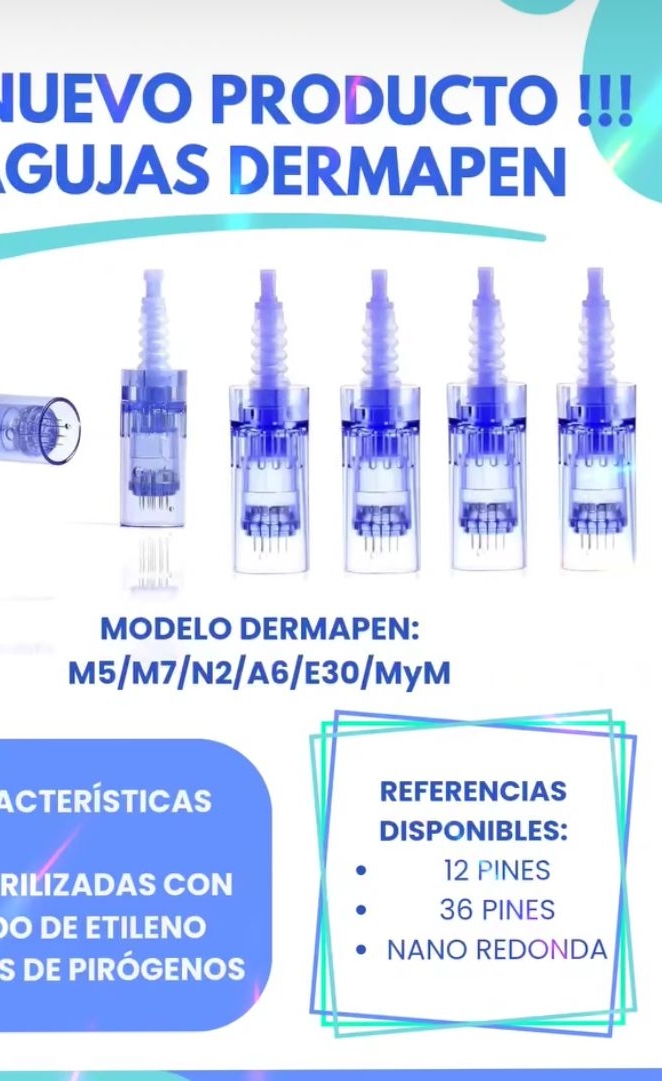 NUEVO PRODUCTO !!!
AGUJAS DERMAPEN
MODELO DERMAPEN:
M5/M7/N2/A6/E30/MyM
ACTERÍSTICAS
RILIZADAS CON
DO DE ETILENO
S DE PIRÓGENOS
REFERENCIAS
DISPONIBLES:
• 12 PINES
• 36 PINES
• NANO REDONDA